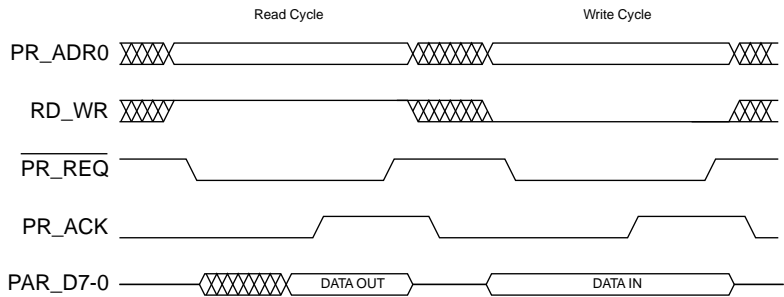 Read Cycle Write Cycle
PR_ADR0
RD_WR
PR_REQ
PR_ACK
PAR_D7-0 DATA OUT DATA IN